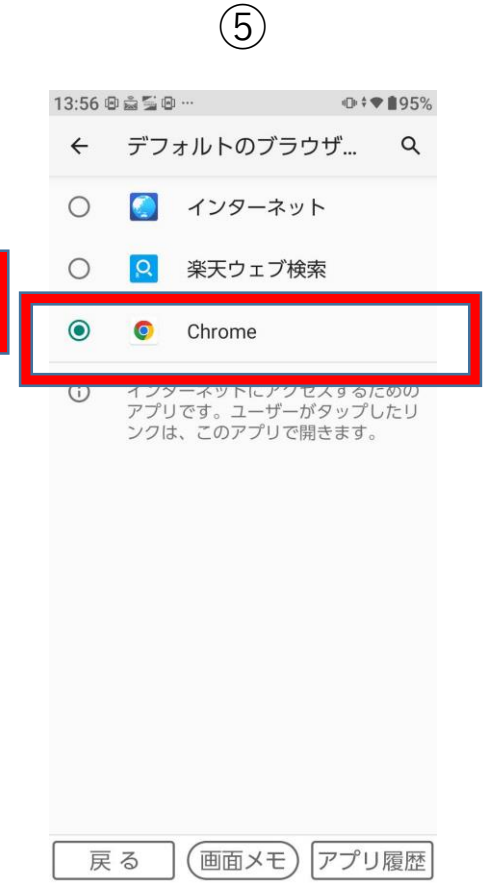 ⑤
13:56 … 95%
デフォルトのブラウザ...
インターネット
楽天ウェブ検索
Chrome
インターネットにアクセスするための
アプリです。ユーザーがタップしたリ
ンクは、このアプリで開きます。
戻 る 画面メモ アプリ履歴